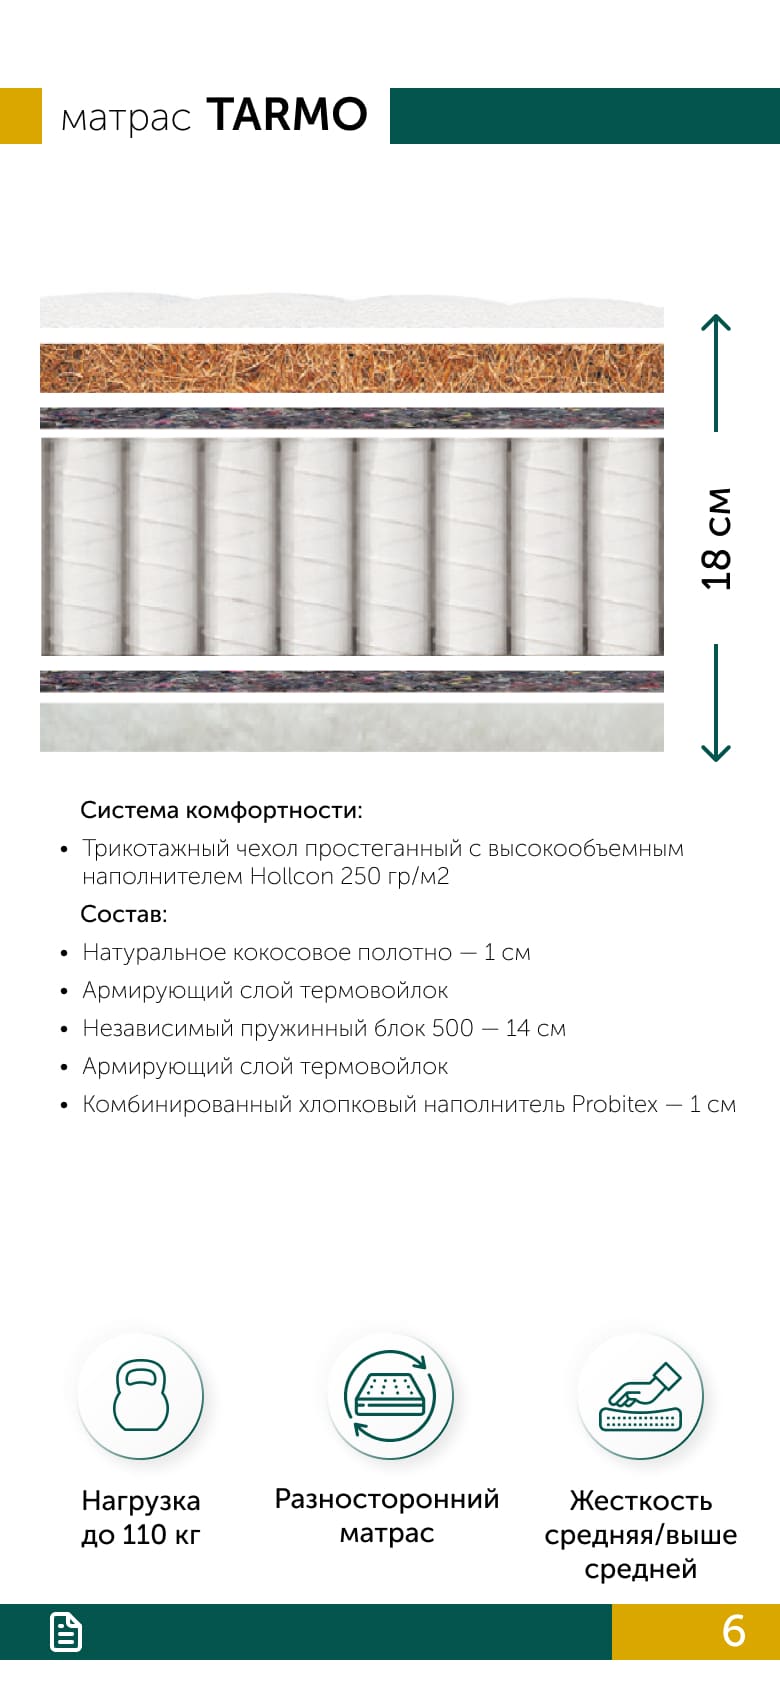 матрас TARMO
18 см
Система комфортности:
• Трикотажный чехол простеганный с высокообъемным
наполнителем Hollcon 250 гр/м2
Состав:
• Натуральное кокосовое полотно — 1 см
• Армирующий слой термовойлок
• Независимый пружинный блок 500 — 14 см
• Армирующий слой термовойлок
• Комбинированный хлопковый наполнитель Probitex — 1 см
Нагрузка
до 110 кг
Разносторонний
матрас
Жесткость
средняя/выше
средней
6